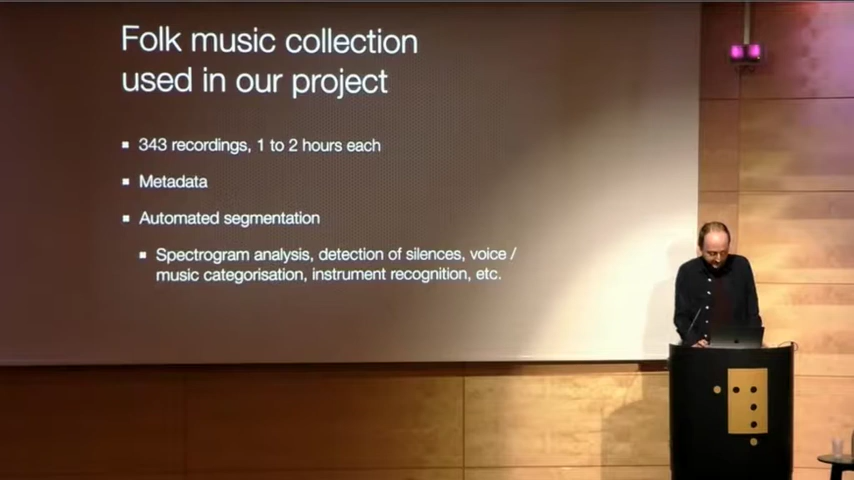 Folk music collection
used in our project
▪ 343 recordings, 1 to 2 hours each
▪ Metadata
▪ Automated segmentation
▪ Spectrogram analysis, detection of silences, voice /
music categorisation, instrument recognition, etc.